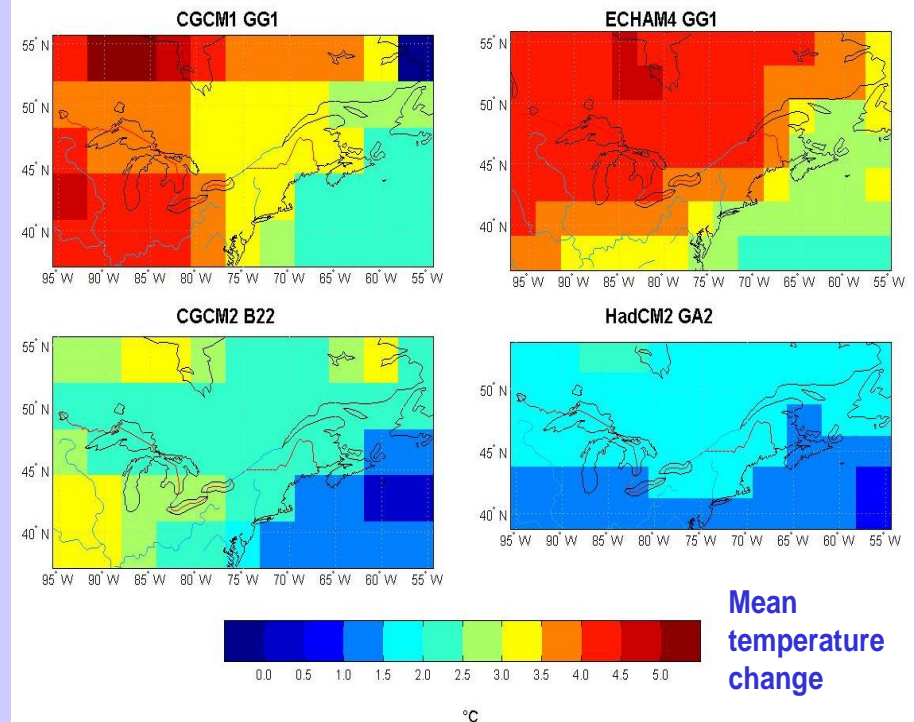 CGCM1 GG1
55° N
50° N
45° N
40° N
95° W 90° W 85° W 80° W 75° W 70° W 65° W 60° W 55° W
ECHAM4 GG1
55° N
50° N
45° N
40° N
95° W 90° W 85° W 80° W 75° W 70° W 65° W 60° W 55° W
CGCM2 B22
55° N
50° N
45° N
40° N
95° W 90° W 85° W 80° W 75° W 70° W 65° W 60° W 55° W
HadCM2 GA2
50° N
45° N
40° N
95° W 90° W 85° W 80° W 75° W 70° W 65° W 60° W 55° W
0.0 0.5 1.0 1.5 2.0 2.5 3.0 3.5 4.0 4.5 5.0
°C
Mean
temperature
change